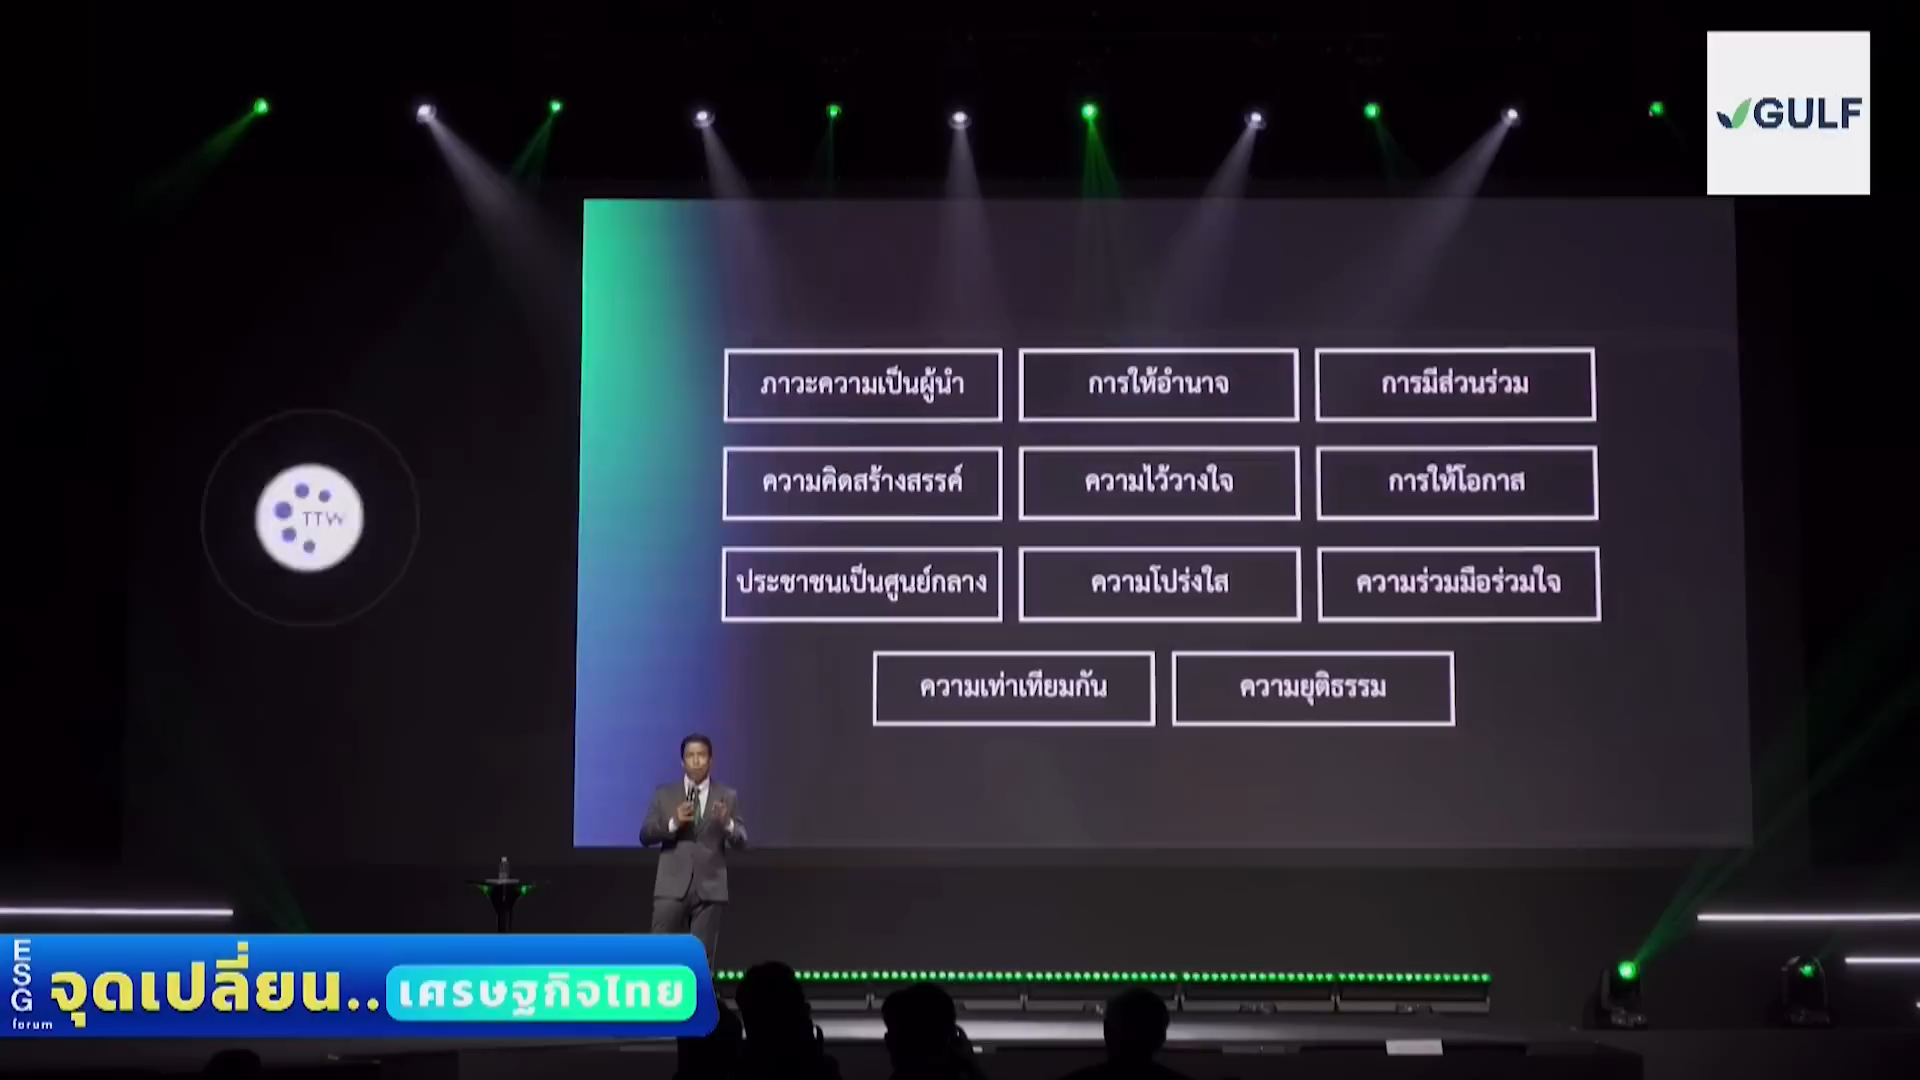 GULF
ภาวะความเป็นผู้นำ
การให้อำนาจ
การมีส่วนร่วม
ความคิดสร้างสรรค์
ความไว้วางใจ
การให้โอกาส
TTW
ประชาชนเป็นศูนย์กลาง
ความโปร่งใส
ความร่วมมือร่วมใจ
ความเท่าเทียมกัน
ความยุติธรรม
ESG forum
จุดเปลี่ยน..
เศรษฐกิจไทย